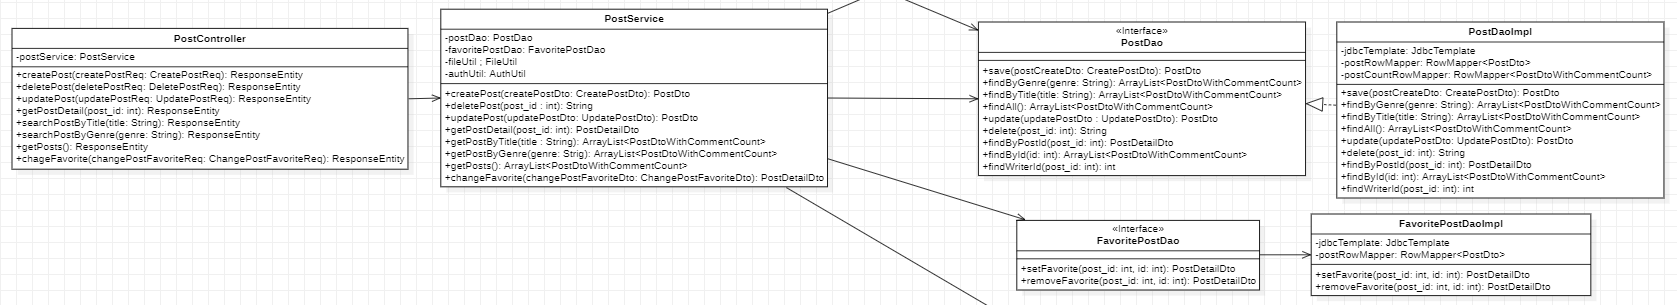 PostController
-postService: PostService
+createPost(createPostReq: CreatePostReq): ResponseEntity
+deletePost(deletePostReq: DeletePostReq): ResponseEntity
+updatePost(updatePostReq: UpdatePostReq): ResponseEntity
+getPostDetail(post_id: int): ResponseEntity
+searchPostByTitle(title: String): ResponseEntity
+searchPostByGenre(genre: String): ResponseEntity
+getPosts(): ResponseEntity
+chageFavorite(changePostFavoriteReq: ChangePostFavoriteReq): ResponseEntity
PostService
-postDao: PostDao
-favoritePostDao: FavoritePostDao
-fileUtil ; FileUtil
-authUtil: AuthUtil
+createPost(createPostDto: CreatePostDto): PostDto
+deletePost(post_id : int): String
+updatePost(updatePostDto: UpdatePostDto): PostDto
+getPostDetail(post_id: int): PostDetailDto
+getPostByTitle(title : String): ArrayList<PostDtoWithCommentCount>
+getPostByGenre(genre: Strig): ArrayList<PostDtoWithCommentCount>
+getPosts(): ArrayList<PostDtoWithCommentCount>
+changeFavorite(changePostFavoriteDto: ChangePostFavoriteDto): PostDetailDto
«Interface»
PostDao
+save(postCreateDto: CreatePostDto): PostDto
+findByGenre(genre: String): ArrayList<PostDtoWithCommentCount>
+findByTitle(title: String): ArrayList<PostDtoWithCommentCount>
+findAll(): ArrayList<PostDtoWithCommentCount>
+update(updatePostDto : UpdatePostDto): PostDto
+delete(post_id: int): String
+findByPostId(post_id: int): PostDetailDto
+findById(id: int): ArrayList<PostDtoWithCommentCount>
+findWriterId(post_id: int): int
PostDaoImpl
-jdbcTemplate: JdbcTemplate
-postRowMapper: RowMapper<PostDto>
-postCountRowMapper: RowMapper<PostDtoWithCommentCount>
+save(postCreateDto: CreatePostDto): PostDto
+findByGenre(genre: String): ArrayList<PostDtoWithCommentCount>
+findByTitle(title: String): ArrayList<PostDtoWithCommentCount>
+findAll(): ArrayList<PostDtoWithCommentCount>
+update(updatePostDto: UpdatePostDto): PostDto
+delete(post_id: int): String
+findByPostId(post_id: int): PostDetailDto
+findById(id: int): ArrayList<PostDtoWithCommentCount>
+findWriterId(post_id: int): int
«Interface»
FavoritePostDao
+setFavorite(post_id: int, id: int): PostDetailDto
+removeFavorite(post_id: int, id: int): PostDetailDto
FavoritePostDaoImpl
-jdbcTemplate: JdbcTemplate
-postRowMapper: RowMapper<PostDto>
+setFavorite(post_id: int, id: int): PostDetailDto
+removeFavorite(post_id: int, id: int): PostDetailDto